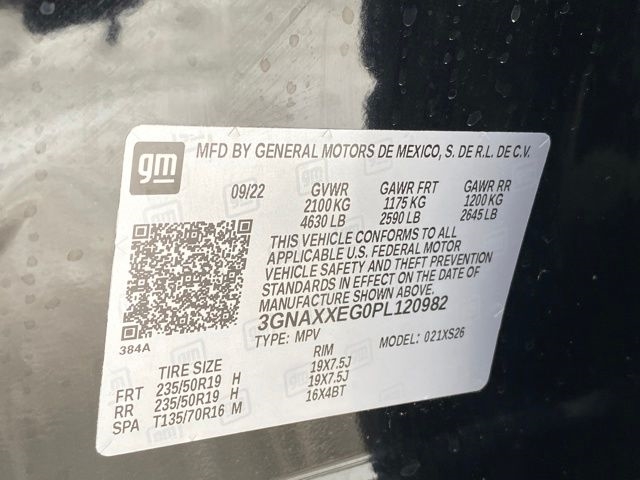 gm MFD BY GENERAL MOTORS DE MEXICO, S. DE R.L. DE C.V.
09/22 GVWR GAWR FRT GAWR RR
2100 KG 1175 KG 1200 KG
4630 LB 2590 LB 2645 LB
THIS VEHICLE CONFORMS TO ALL
APPLICABLE U.S. FEDERAL MOTOR
VEHICLE SAFETY AND THEFT PREVENTION
STANDARDS IN EFFECT ON THE DATE OF
MANUFACTURE SHOWN ABOVE.
3GNAXXEG0PL120982
384A TYPE: MPV MODEL: 021XS26
TIRE SIZE RIM
FRT 235/50R19 H 19X7.5J
RR 235/50R19 H 19X7.5J
SPA T135/70R16 M 16X4BT